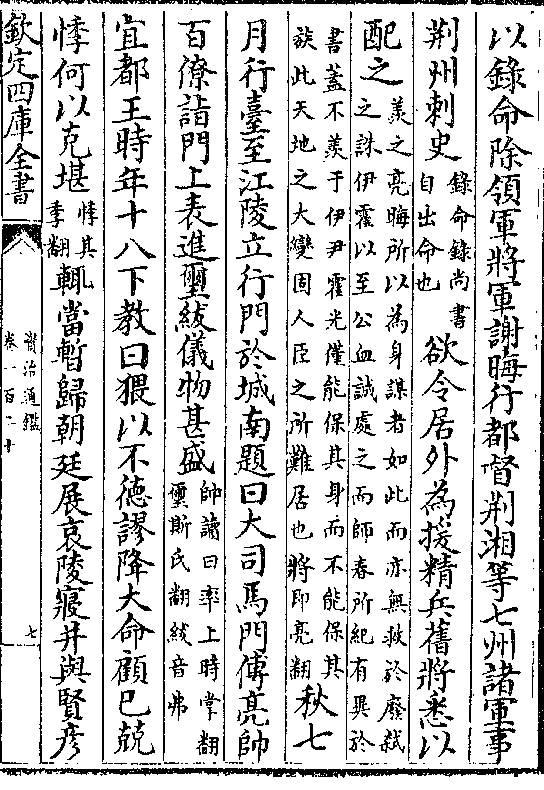 以錄命除領軍將軍謝晦行都督荆湘等七州諸軍事
荆州刺史錄命錄尚書自出命也欲令居外為援精兵舊將悉以
配之羡之亮晦所以為身謀者如此而亦無救於廢弑之誅伊霍以至公血誠處之而師春所紀有異於
書蓋不羡于伊尹霍光僅能保其身而不能保其族此天地之大變固人臣之所難居也將即亮翻秋七
月行臺至江陵立行門於城南題曰大司馬門傅亮帥
百僚詣門上表進璽紱儀物甚盛帥讀曰率上時掌翻璽斯氏翻紱音弗
宜都王時年十八下教曰猥以不德謬降大命顧已兢
悸何以克堪悸其季翻輒當暫歸朝廷展哀陵寢并與賢彦
欽定四庫全書
資治通鑑
卷一百二十
七